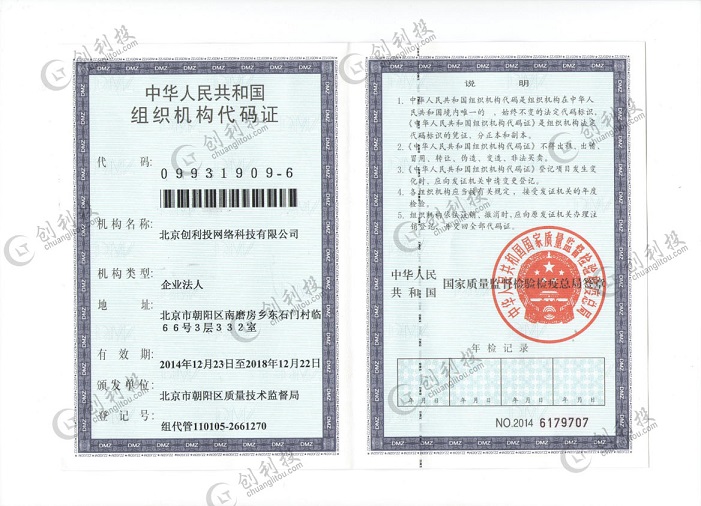 中华人民共和国
组织机构代码证
代 码:
09931909-6
机构名称:
北京创利投网络科技有限公司
机构类型:
企业法人
地 址:
北京市朝阳区南磨房乡东石门村临
66号3层332室
有 效 期:
2014年12月23日至2018年12月22日
颁发单位:
北京市朝阳区质量技术监督局
登 记 号:
组代管110105-2661270
说 明
1. 中华人民共和国组织机构代码是组织机构在中华人
民共和国境内唯一的、始终不变的法定代码标识,
《中华人民共和国组织机构代码证》是组织机构法定
代码标识的凭证、分正本和副本。
2.《中华人民共和国组织机构代码证》不得出租、出借、
冒用、转让、伪造、变造、非法买卖。
3.《中华人民共和国组织机构代码证》登记项目发生变
化时、应向发证机关申请变更登记。
4. 各组织机构应当按有关规定、接受发证机关的年度
检验。
5. 组织机构依法注销、撤消时、应向原发证机关办理注
销登记、并交回全部代码证。
中华人民
共和国
国家质量监督检验检疫总局签章
中华人民共和国国家质量监督检验检疫总局
年检记录
年 月 日
年 月 日
年 月 日
年 月 日
NO.2014 6179707
创利投
chuanglitou.com